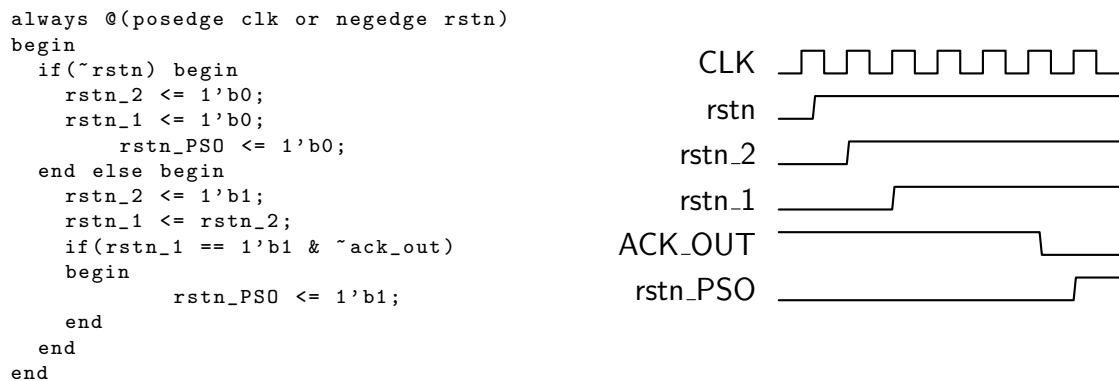 always @(posedge clk or negedge rstn)
begin
if(~rstn) begin
rstn_2 <= 1'b0;
rstn_1 <= 1'b0;
rstn_PSO <= 1'b0;
end else begin
rstn_2 <= 1'b1;
rstn_1 <= rstn_2;
if(rstn_1 == 1'b1 & ~ack_out)
begin
rstn_PSO <= 1'b1;
end
end
end
CLK
rstn
rstn_2
rstn_1
ACK_OUT
rstn_PSO